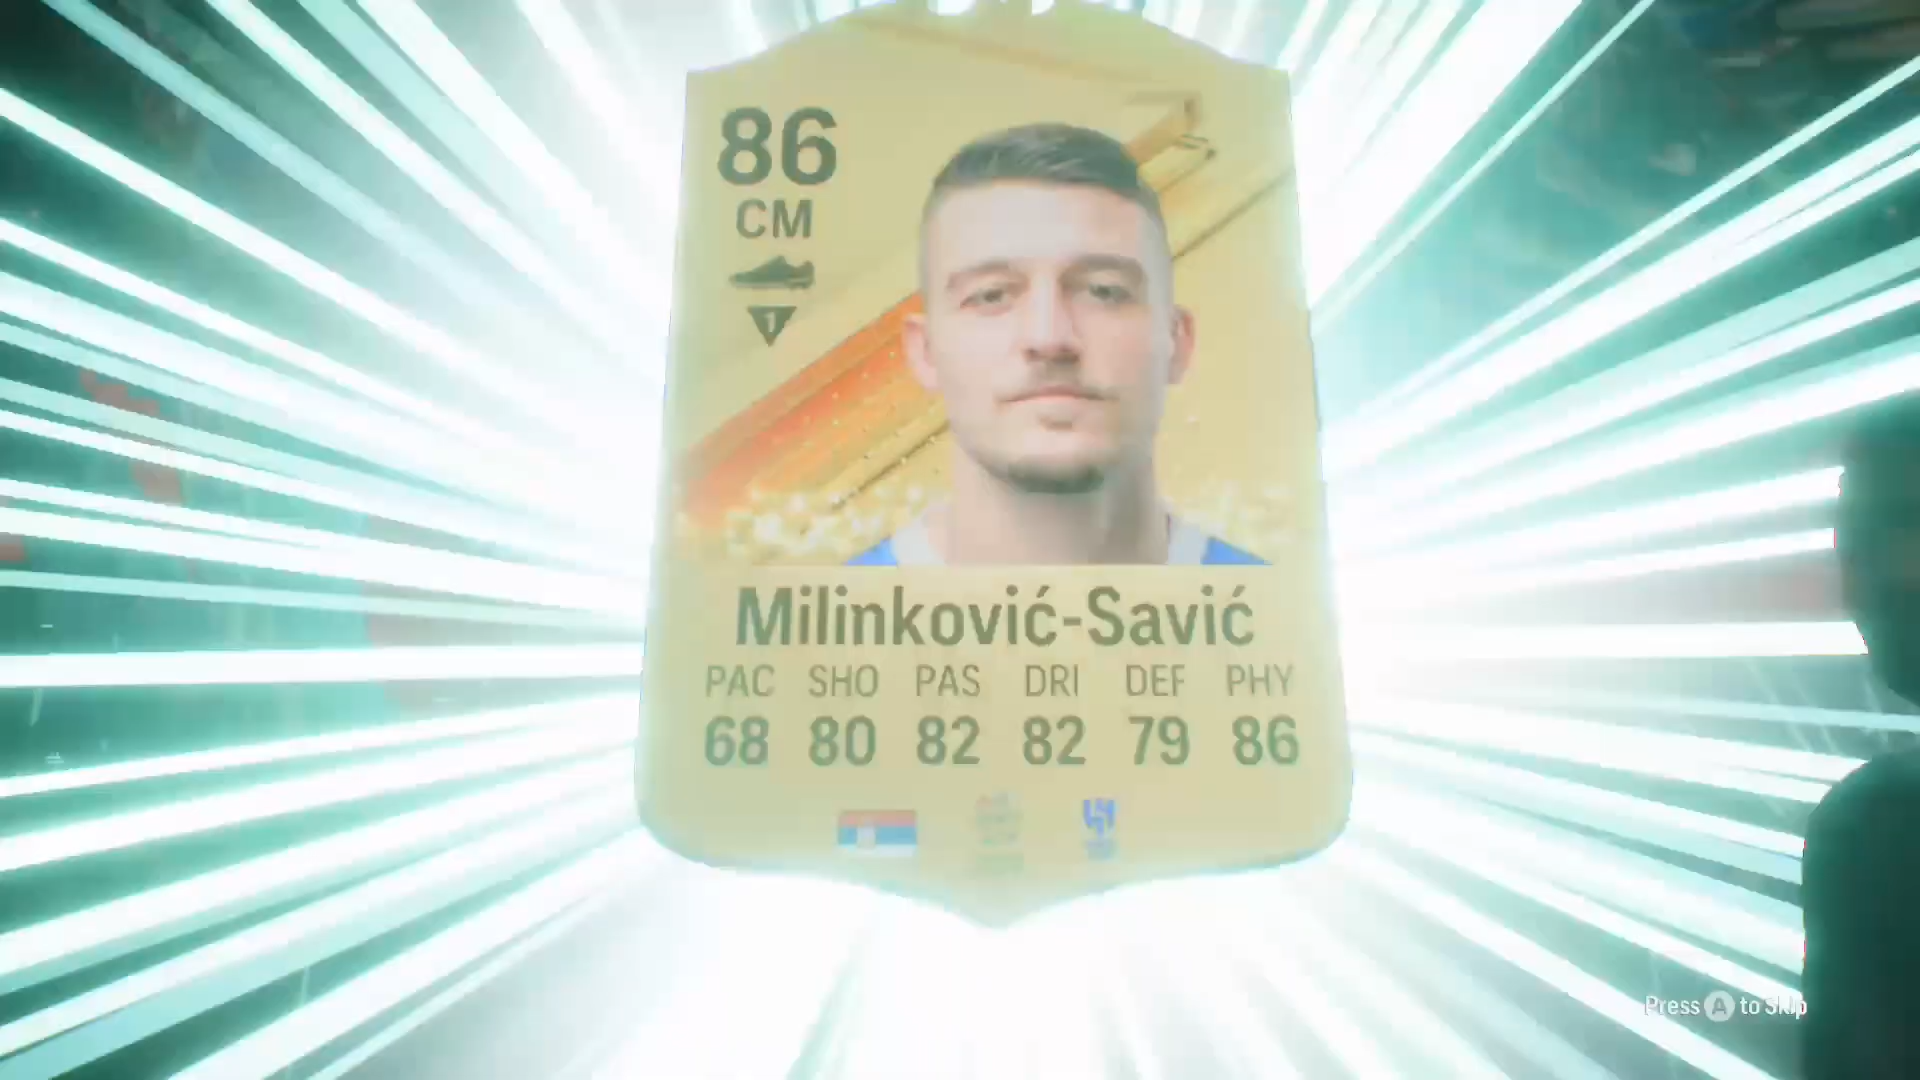 86
CM
1
Milinković-Savić
PAC SHO PAS DRI DEF PHY
68 80 82 82 79 86
Press A to Skip